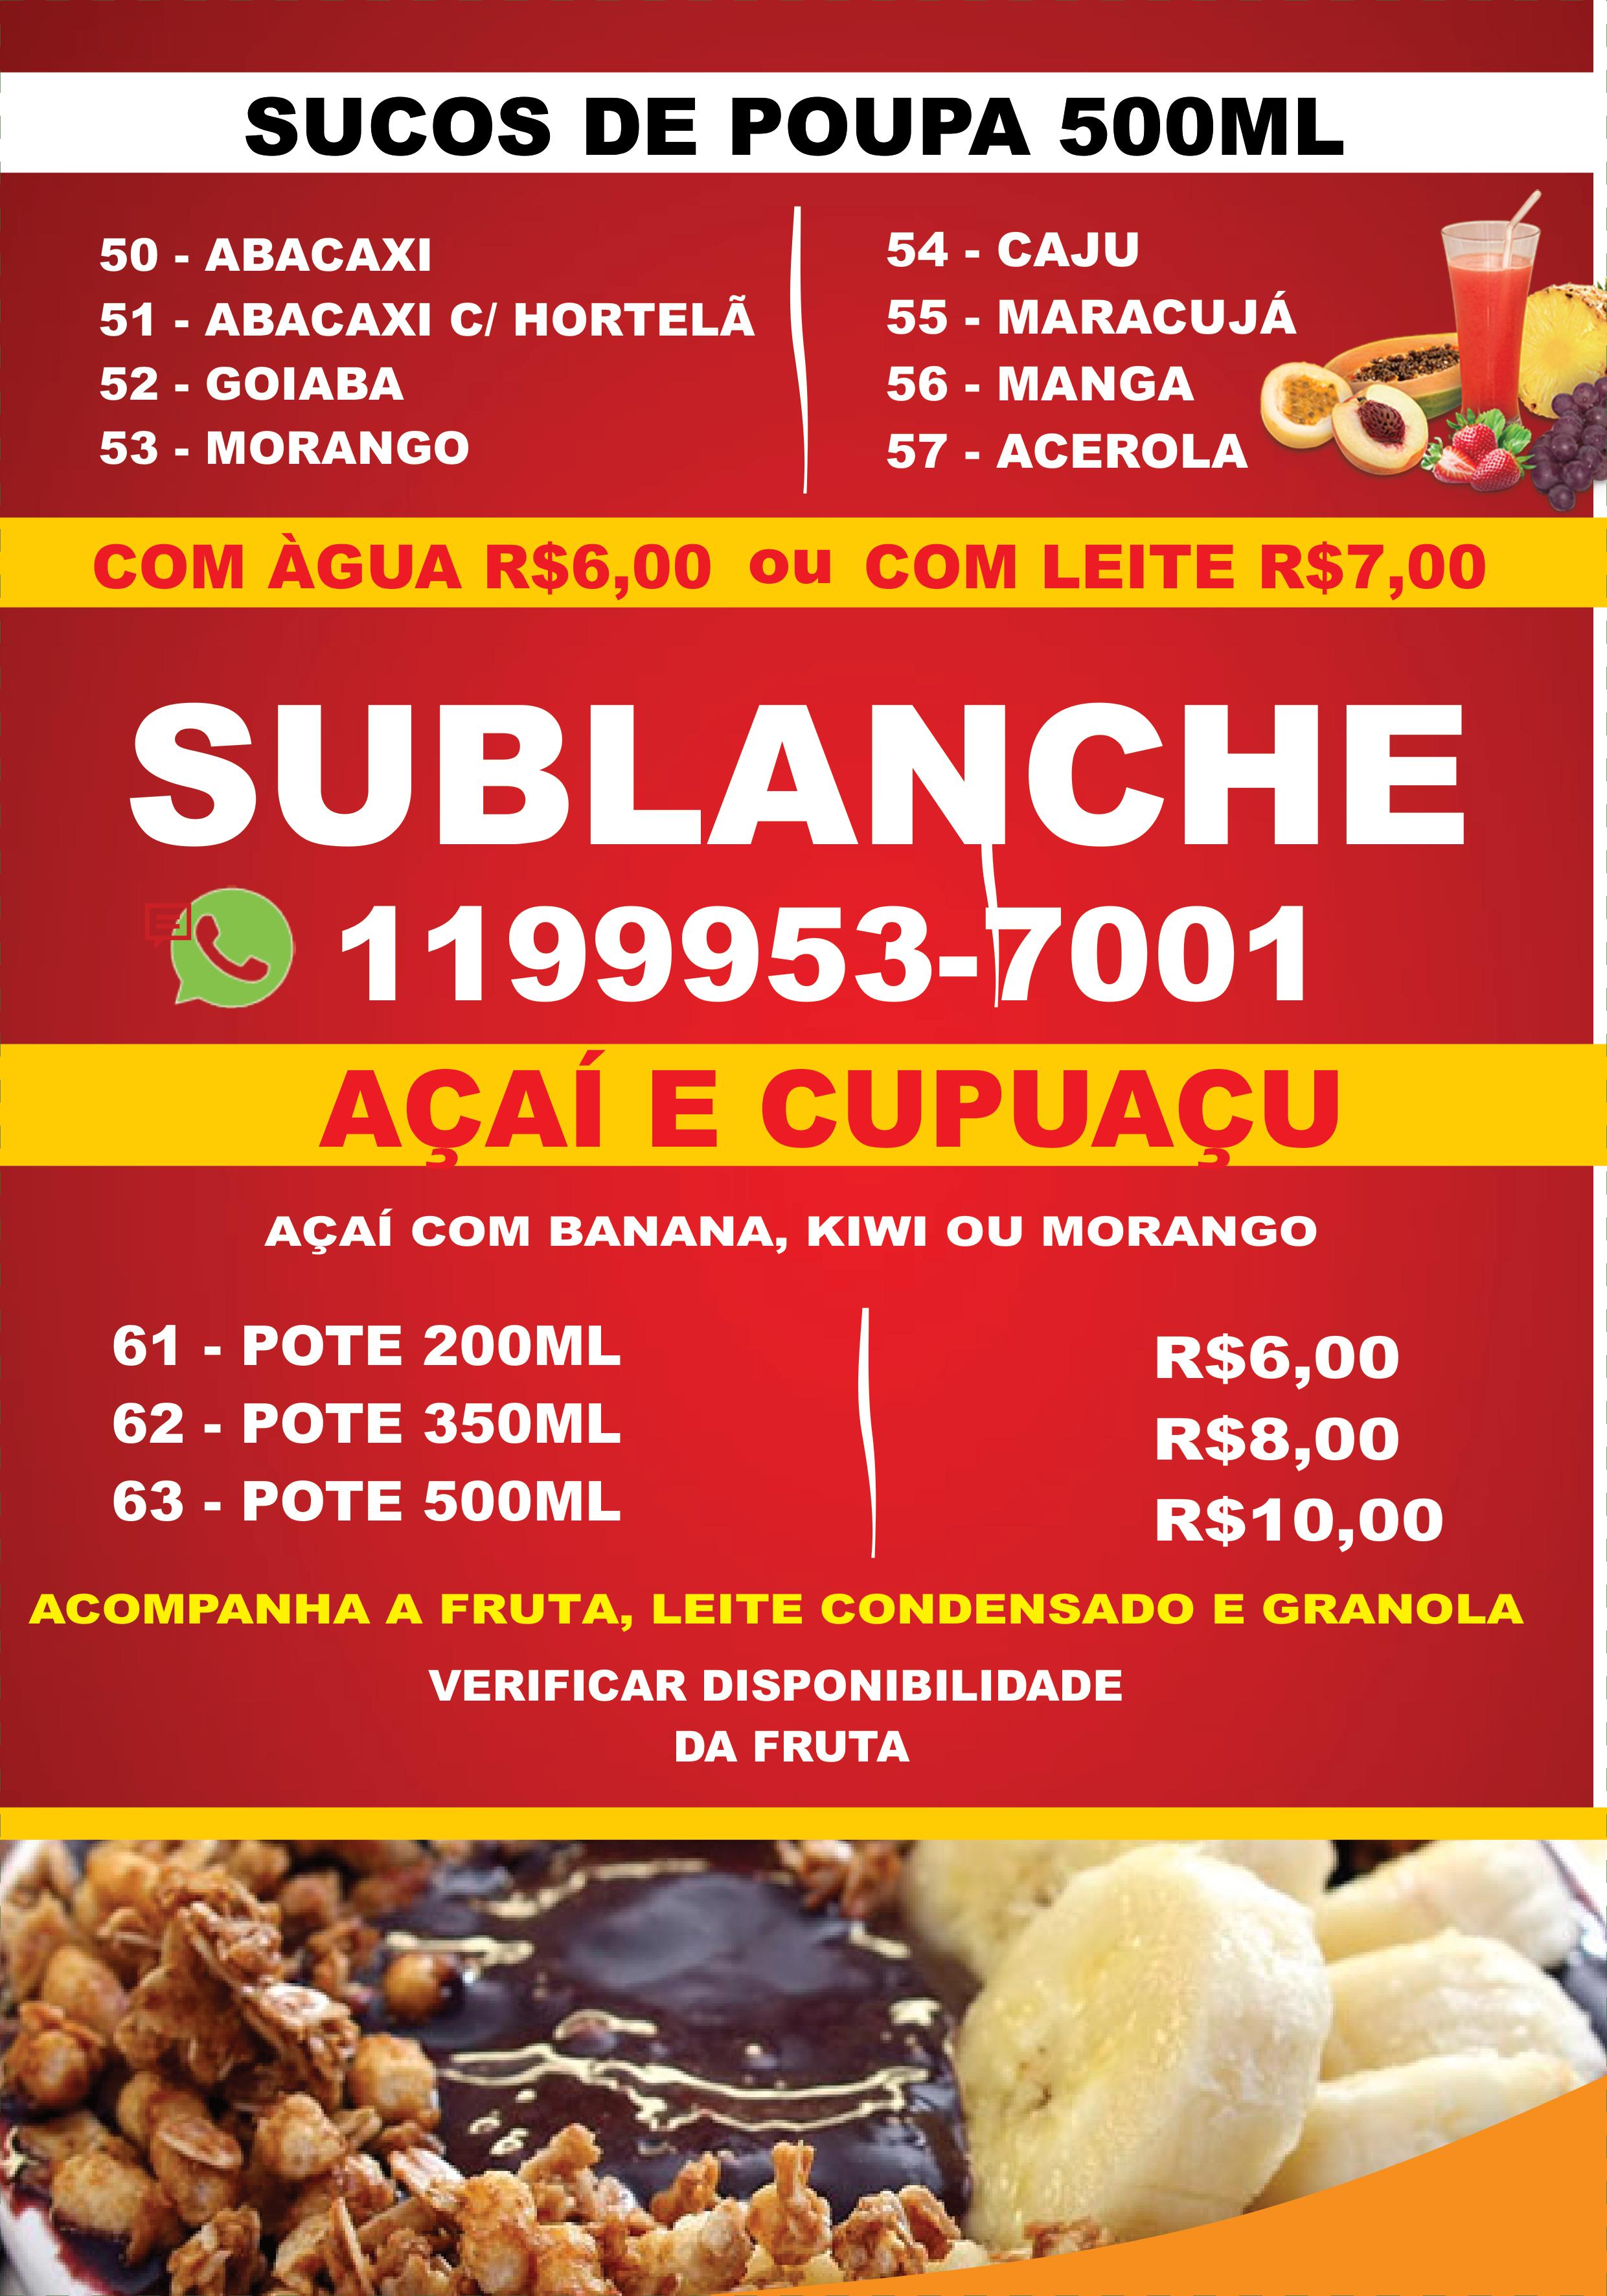 SUCOS DE POUPA 500ML
50 - ABACAXI
51 - ABACAXI C/ HORTELÃ
52 - GOIABA
53 - MORANGO
54 - CAJU
55 - MARACUJÁ
56 - MANGA
57 - ACEROLA
COM ÀGUA R$6,00 ou COM LEITE R$7,00
SUBLANCHE
1199953-7001
AÇAÍ E CUPUAÇU
AÇAÍ COM BANANA, KIWI OU MORANGO
61 - POTE 200ML
62 - POTE 350ML
63 - POTE 500ML
R$6,00
R$8,00
R$10,00
ACOMPANHA A FRUTA, LEITE CONDENSADO E GRANOLA
VERIFICAR DISPONIBILIDADE
DA FRUTA